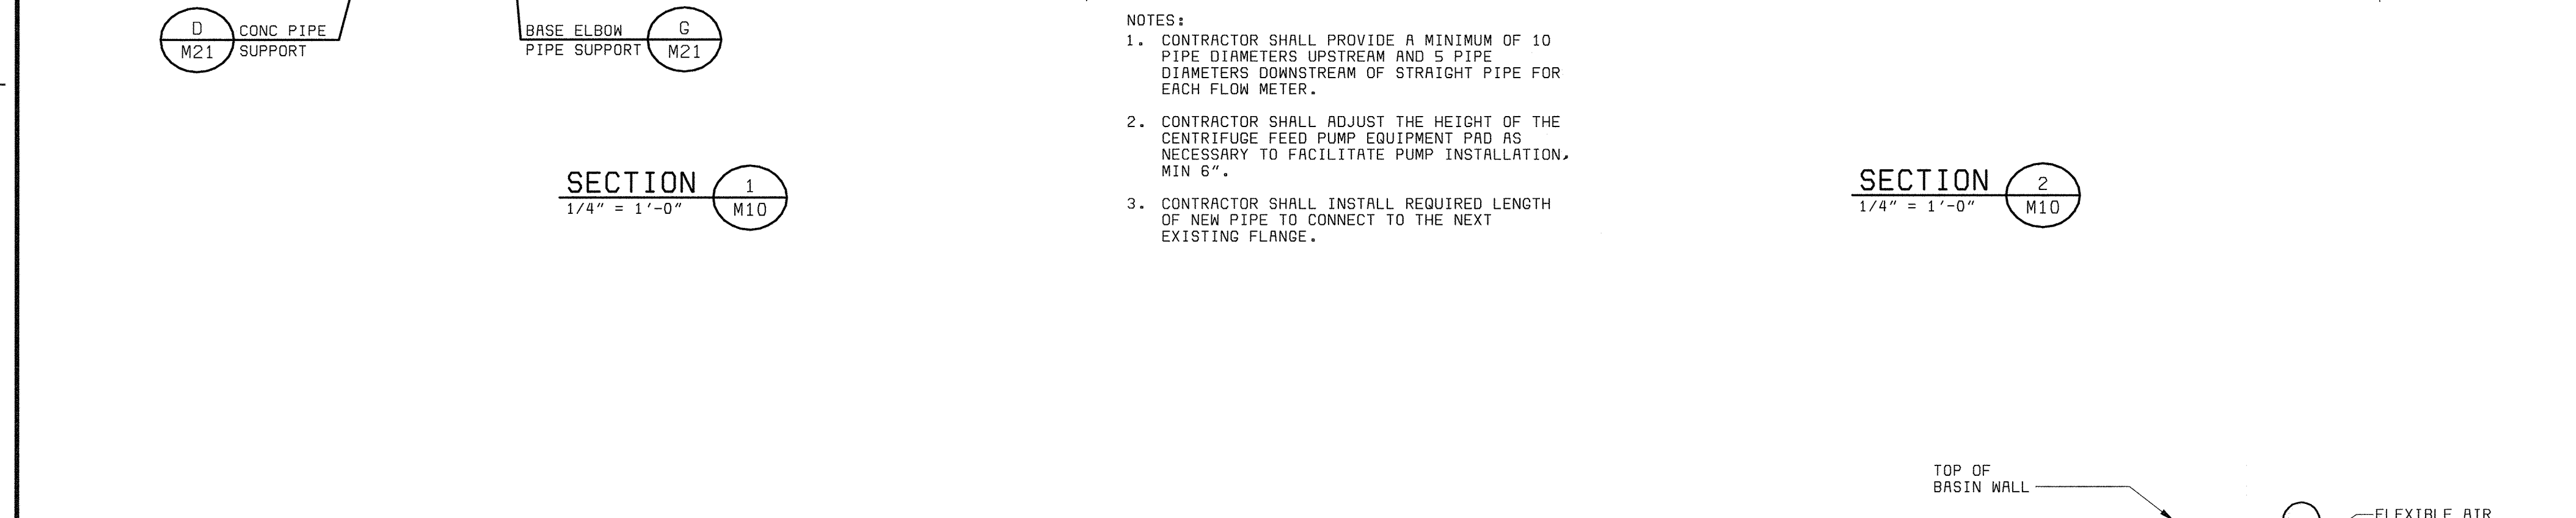 D
M21
CONC PIPE
SUPPORT
BASE ELBOW
PIPE SUPPORT
G
M21
SECTION
1/4" = 1'-0"
1
M10
NOTES:
1. CONTRACTOR SHALL PROVIDE A MINIMUM OF 10
PIPE DIAMETERS UPSTREAM AND 5 PIPE
DIAMETERS DOWNSTREAM OF STRAIGHT PIPE FOR
EACH FLOW METER.
2. CONTRACTOR SHALL ADJUST THE HEIGHT OF THE
CENTRIFUGE FEED PUMP EQUIPMENT PAD AS
NECESSARY TO FACILITATE PUMP INSTALLATION,
MIN 6".
3. CONTRACTOR SHALL INSTALL REQUIRED LENGTH
OF NEW PIPE TO CONNECT TO THE NEXT
EXISTING FLANGE.
SECTION
1/4" = 1'-0"
2
M10
TOP OF
BASIN WALL
FLEXIBLE AIR